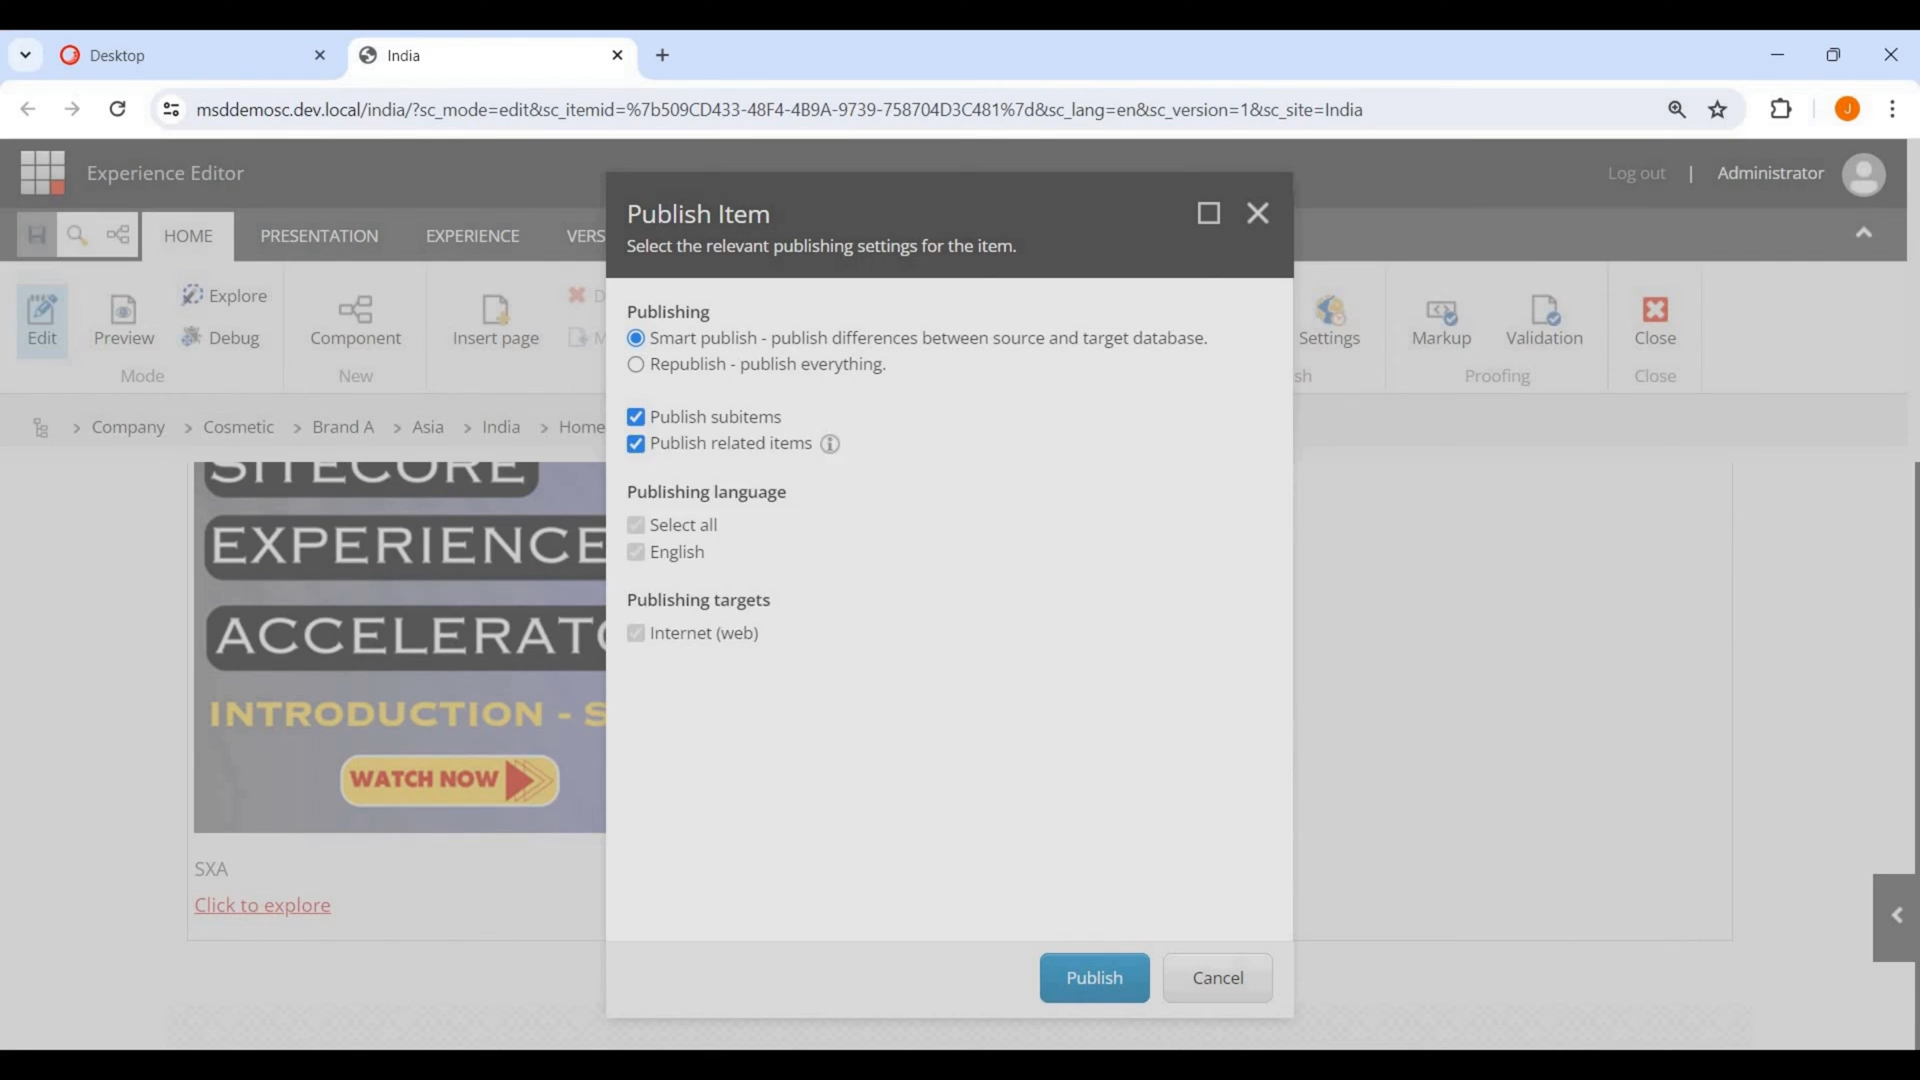 Desktop
India
msddemosc.dev.local/india/?sc_mode=edit&sc_itemid=%7b509CD433-48F4-4B9A-9739-758704D3C481%7d&sc_lang=en&sc_version=1&sc_site=India
J
Experience Editor
Log out | Administrator
HOME
PRESENTATION
EXPERIENCE
VERS
Edit
Preview
Explore
Debug
Mode
Component
New
Insert page
D
M
Settings
sh
Markup
Validation
Proofing
Close
Close
> Company > Cosmetic > Brand A > Asia > India > Home
Publish Item
Select the relevant publishing settings for the item.
Publishing
Smart publish - publish differences between source and target database.
Republish - publish everything.
Publish subitems
Publish related items
Publishing language
Select all
English
Publishing targets
Internet (web)
Publish
Cancel
SITECORE
EXPERIENCE
ACCELERATO
INTRODUCTION - S
WATCH NOW
SXA
Click to explore